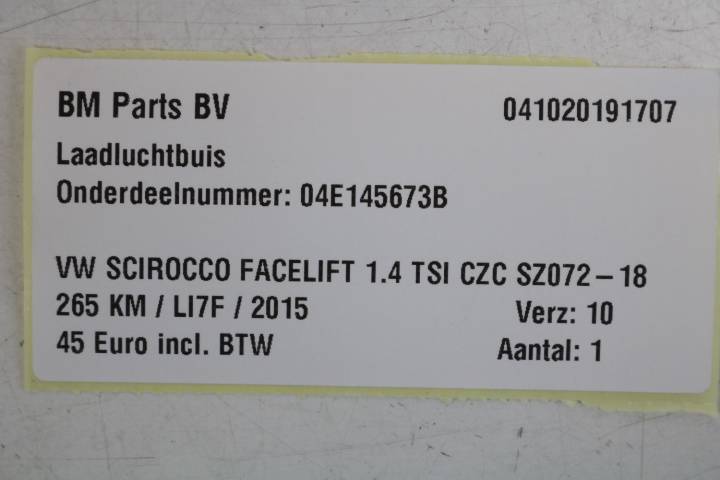 BM Parts BV 041020191707
Laadluchtbuis
Onderdeelnummer: 04E145673B
VW SCIROCCO FACELIFT 1.4 TSI CZC SZ072-18
265 KM / LI7F / 2015 Verz: 10
45 Euro incl. BTW Aantal: 1